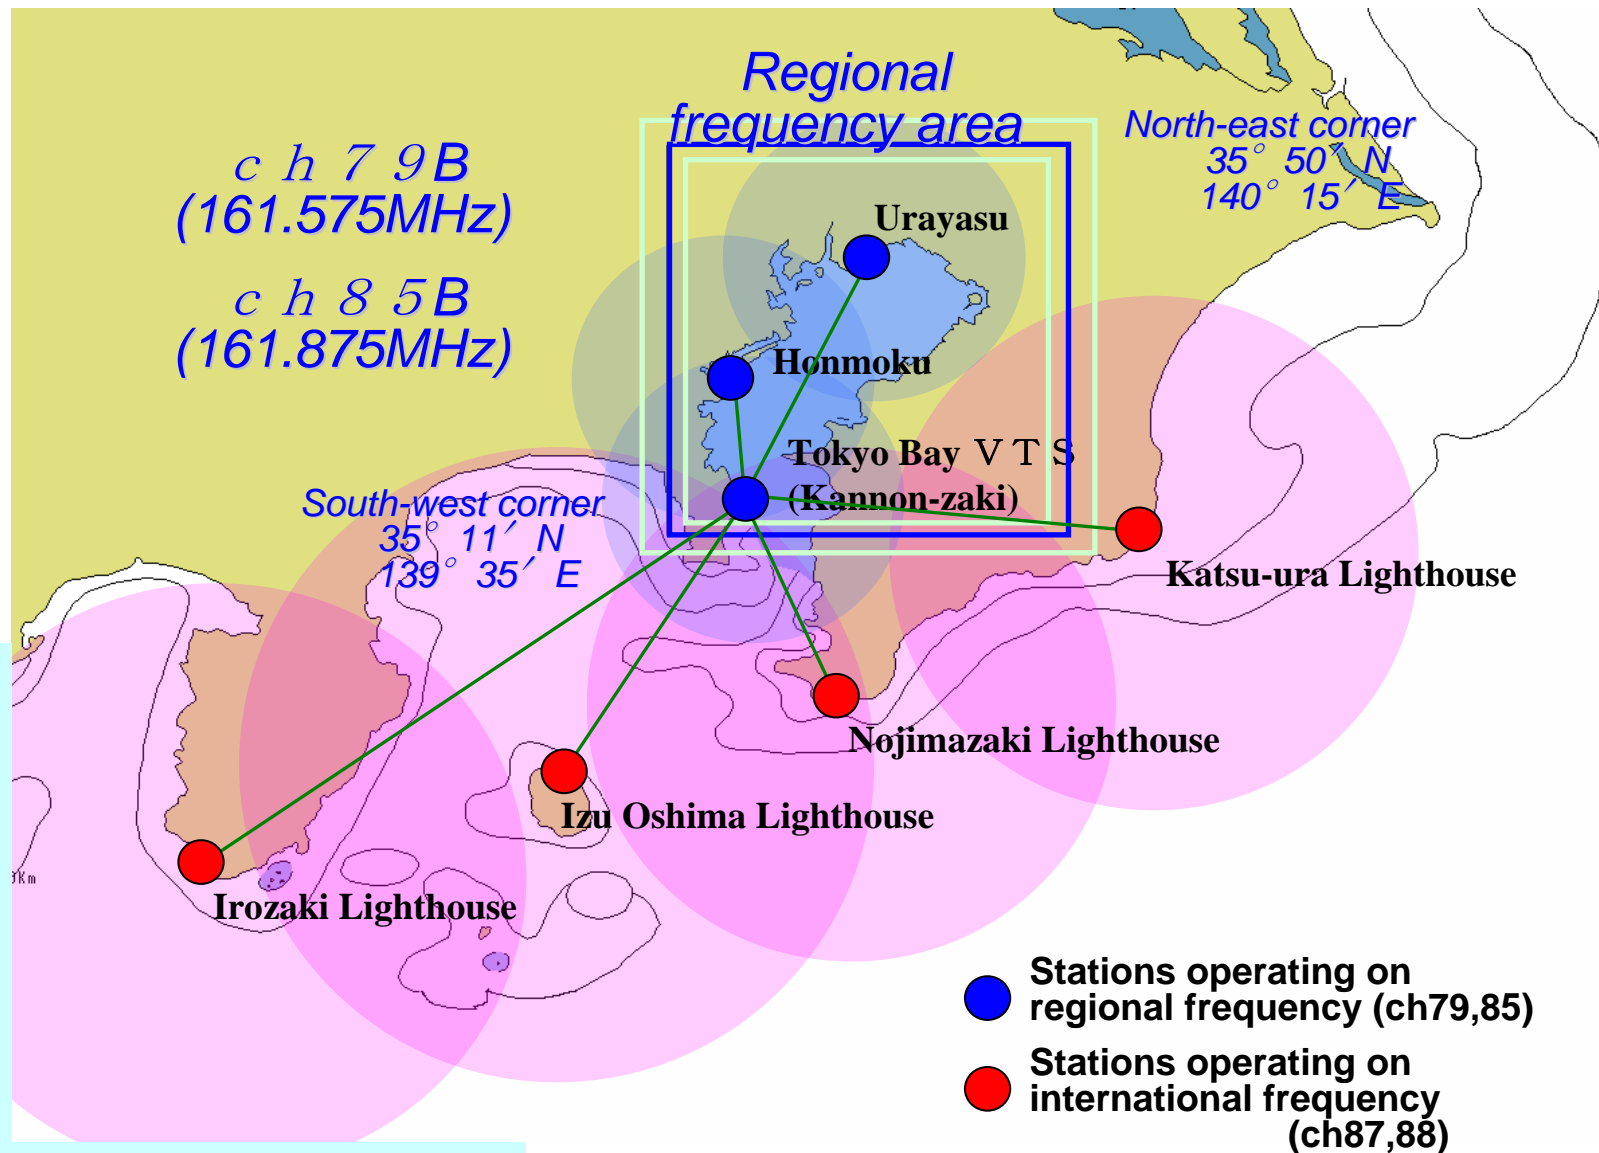 Regional
frequency area
North-east corner
35° 50′ N
140° 15′ E
ch79B
(161.575MHz)
ch85B
(161.875MHz)
Urayasu
Honmoku
Tokyo Bay VTS
(Kannon-zaki)
South-west corner
35° 11′ N
139° 35′ E
Katsu-ura Lighthouse
Nojimazaki Lighthouse
Izu Oshima Lighthouse
Irozaki Lighthouse
Stations operating on
regional frequency (ch79,85)
Stations operating on
international frequency
(ch87,88)